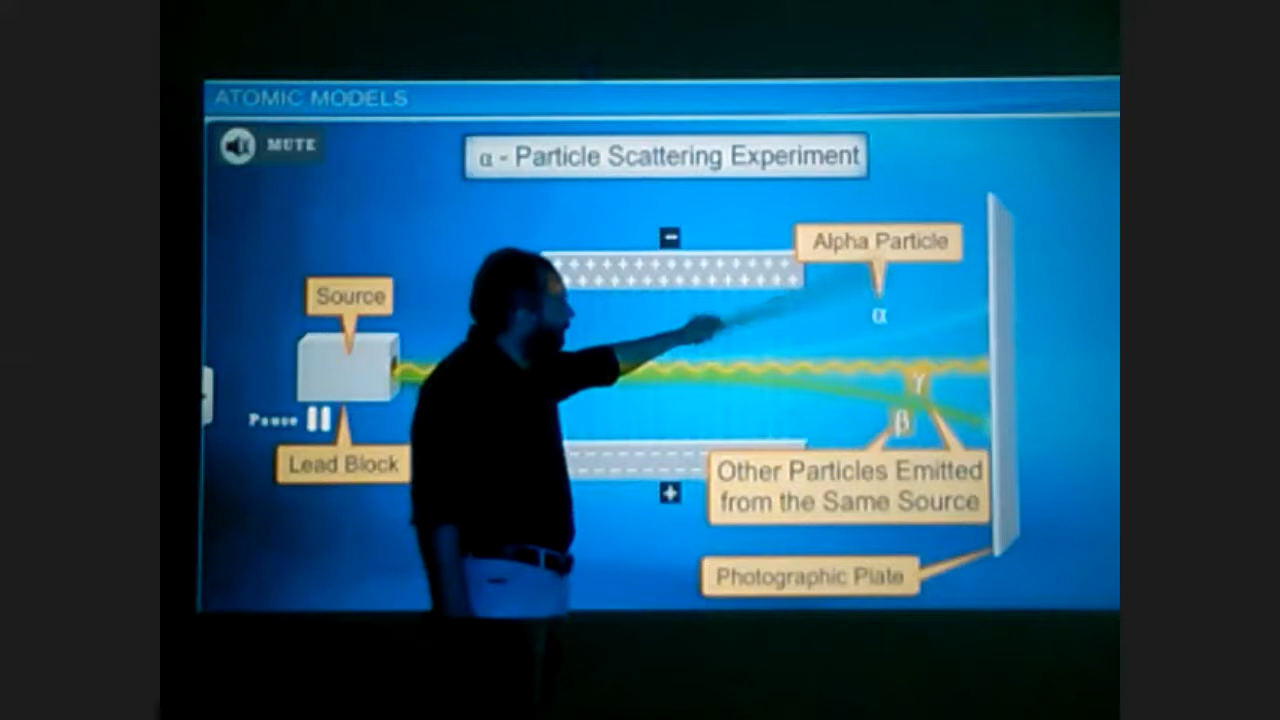 ATOMIC MODELS
MUTE
α - Particle Scattering Experiment
-
Alpha Particle
α
Source
γ
β
Pause
Lead Block
+
Other Particles Emitted
from the Same Source
Photographic Plate